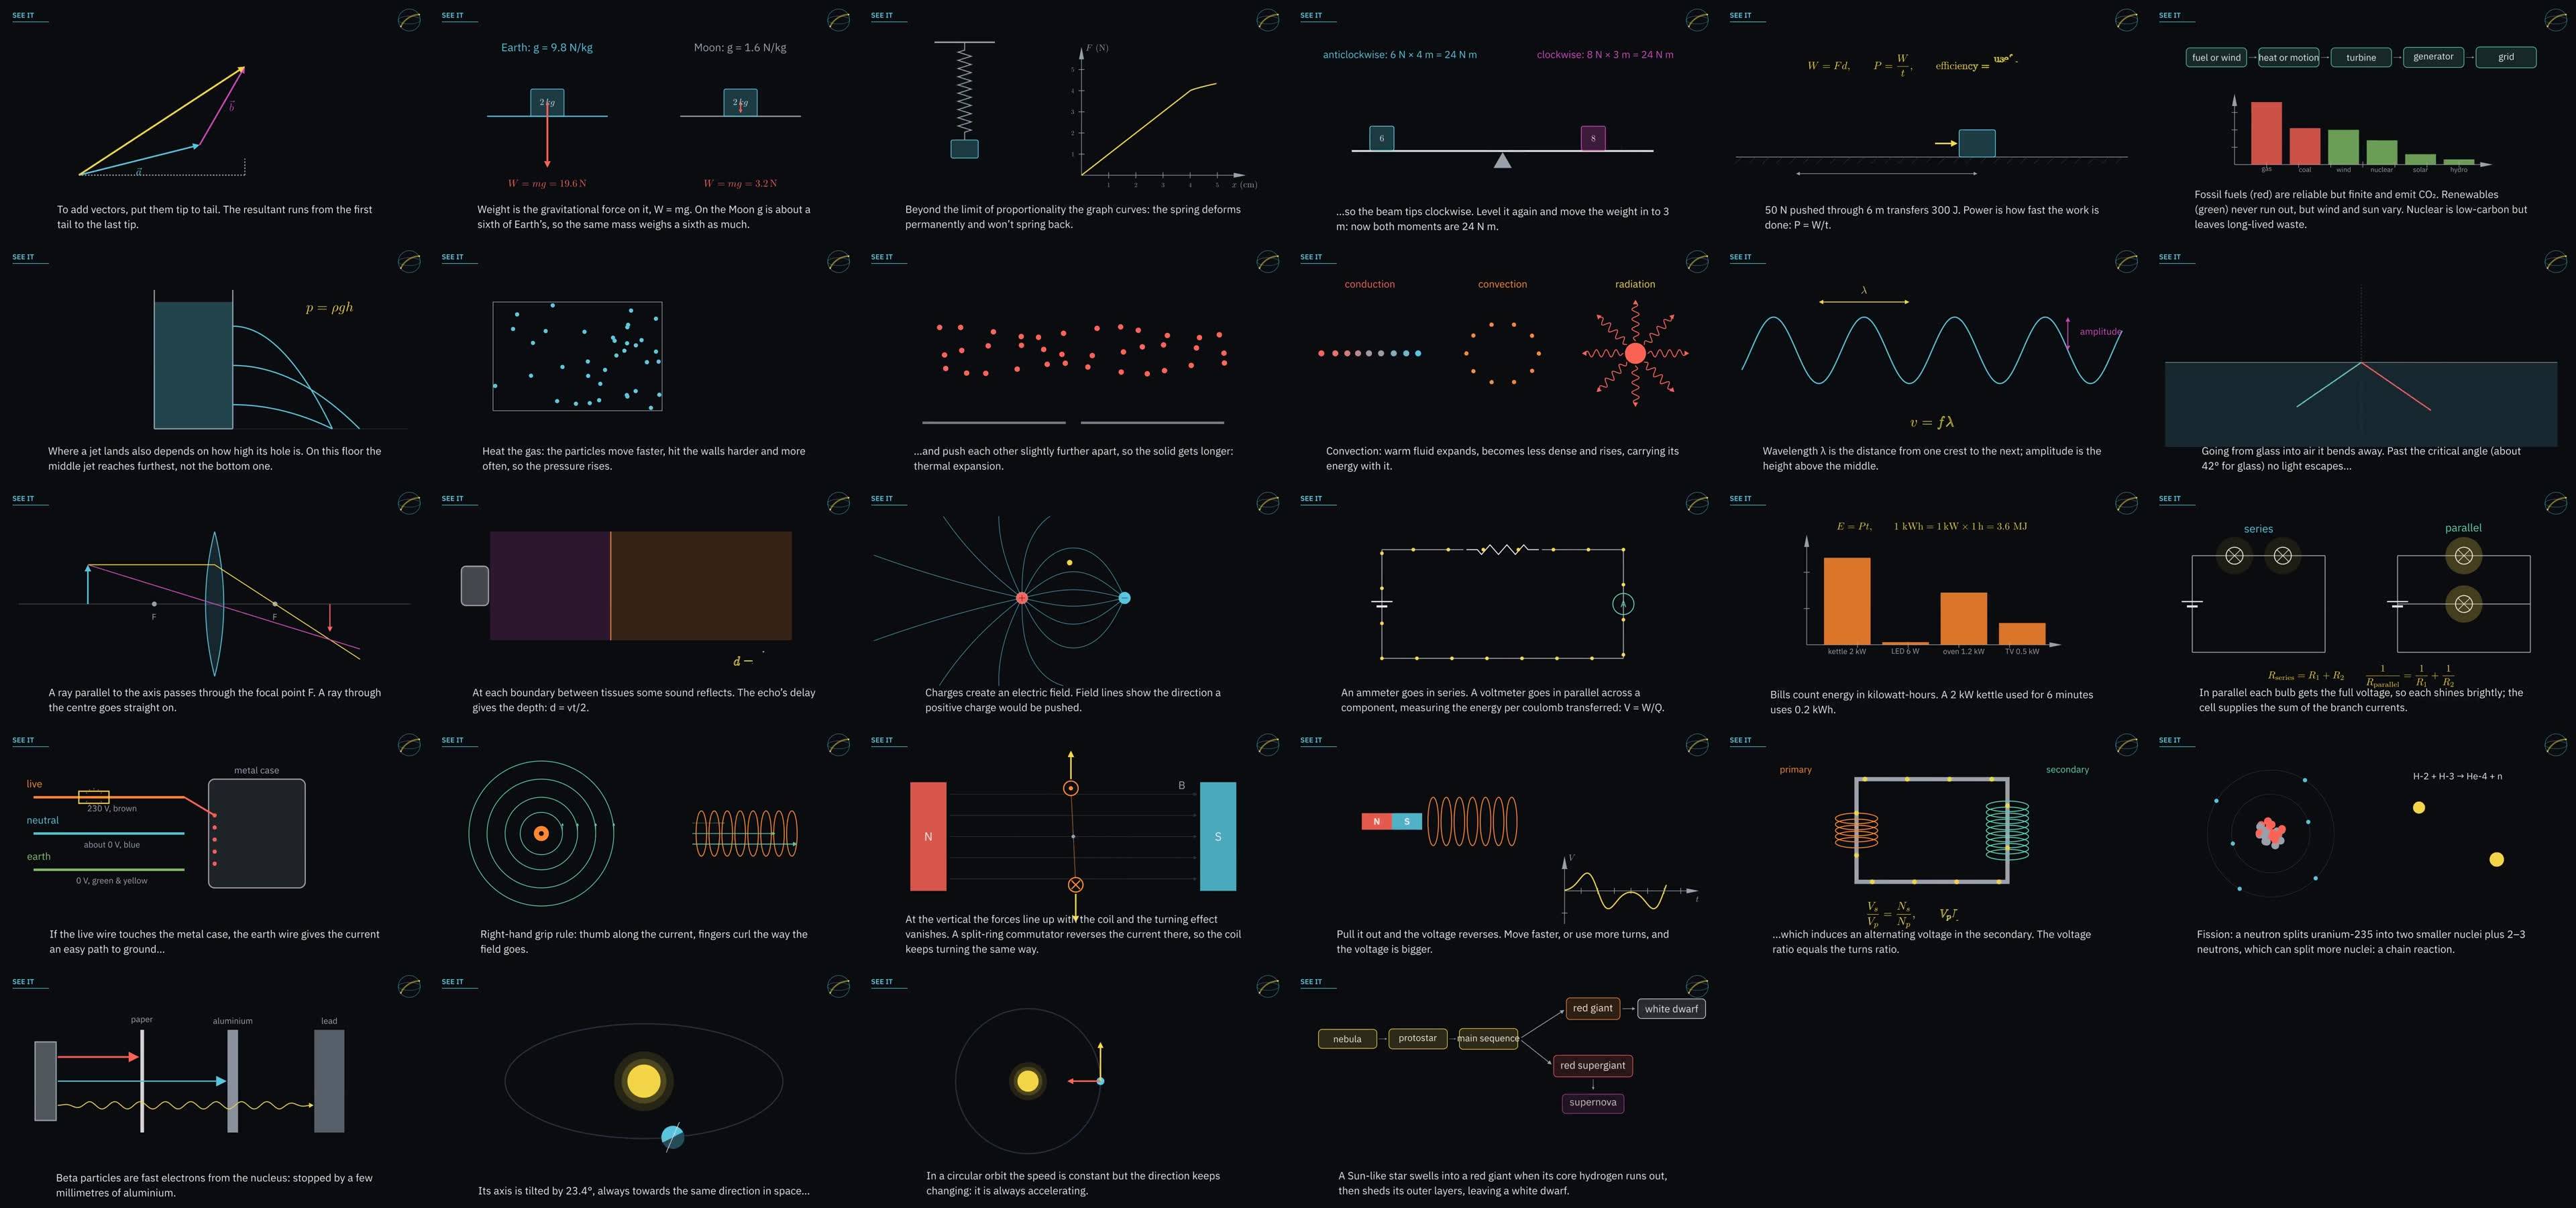 SEE IT
a⃗
b⃗
To add vectors, put them tip to tail. The resultant runs from the first
tail to the last tip.
SEE IT
Earth: g = 9.8 N/kg
Moon: g = 1.6 N/kg
2 kg
2 kg
W = mg = 19.6 N
W = mg = 3.2 N
Weight is the gravitational force on it, W = mg. On the Moon g is about a
sixth of Earth's, so the same mass weighs a sixth as much.
SEE IT
F (N)
5
4
3
2
1
1 2 3 4 5 x (cm)
Beyond the limit of proportionality the graph curves: the spring deforms
permanently and won't spring back.
SEE IT
anticlockwise: 6 N × 4 m = 24 N m
clockwise: 8 N × 3 m = 24 N m
6
8
...so the beam tips clockwise. Level it again and move the weight in to 3
m: now both moments are 24 N m.
SEE IT
W = Fd, P = W/t, efficiency =
50 N pushed through 6 m transfers 300 J. Power is how fast the work is
done: P = W/t.
SEE IT
fuel or wind
heat or motion
turbine
generator
grid
gas coal wind nuclear solar hydro
Fossil fuels (red) are reliable but finite and emit CO₂. Renewables
(green) never run out, but wind and sun vary. Nuclear is low-carbon but
leaves long-lived waste.
SEE IT
p = ρgh
Where a jet lands also depends on how high its hole is. On this floor the
middle jet reaches furthest, not the bottom one.
SEE IT
Heat the gas: the particles move faster, hit the walls harder and more
often, so the pressure rises.
SEE IT
...and push each other slightly further apart, so the solid gets longer:
thermal expansion.
SEE IT
conduction
convection
radiation
Convection: warm fluid expands, becomes less dense and rises, carrying its
energy with it.
SEE IT
λ
amplitude
v = fλ
Wavelength λ is the distance from one crest to the next; amplitude is the
height above the middle.
SEE IT
Going from glass into air it bends away. Past the critical angle (about
42° for glass) no light escapes...
SEE IT
F
F
A ray parallel to the axis passes through the focal point F. A ray through
the centre goes straight on.
SEE IT
d =
At each boundary between tissues some sound reflects. The echo's delay
gives the depth: d = vt/2.
SEE IT
+
−
Charges create an electric field. Field lines show the direction a
positive charge would be pushed.
SEE IT
A
An ammeter goes in series. A voltmeter goes in parallel across a
component, measuring the energy per coulomb transferred: V = W/Q.
SEE IT
E = Pt, 1 kWh = 1 kW × 1 h = 3.6 MJ
kettle 2 kW
LED 6 W
oven 1.2 kW
TV 0.5 kW
Bills count energy in kilowatt-hours. A 2 kW kettle used for 6 minutes
uses 0.2 kWh.
SEE IT
series
parallel
R_series = R₁ + R₂ 1/R_parallel = 1/R₁ + 1/R₂
In parallel each bulb gets the full voltage, so each shines brightly; the
cell supplies the sum of the branch currents.
SEE IT
metal case
live
230 V, brown
neutral
about 0 V, blue
earth
0 V, green & yellow
If the live wire touches the metal case, the earth wire gives the current
an easy path to ground...
SEE IT
Right-hand grip rule: thumb along the current, fingers curl the way the
field goes.
SEE IT
B
N
S
At the vertical the forces line up with the coil and the turning effect
vanishes. A split-ring commutator reverses the current there, so the coil
keeps turning the same way.
SEE IT
N
S
V
t
Pull it out and the voltage reverses. Move faster, or use more turns, and
the voltage is bigger.
SEE IT
primary
secondary
V_s/V_p = N_s/N_p, V_p
...which induces an alternating voltage in the secondary. The voltage
ratio equals the turns ratio.
SEE IT
H-2 + H-3 → He-4 + n
Fission: a neutron splits uranium-235 into two smaller nuclei plus 2–3
neutrons, which can split more nuclei: a chain reaction.
SEE IT
paper
aluminium
lead
Beta particles are fast electrons from the nucleus: stopped by a few
millimetres of aluminium.
SEE IT
Its axis is tilted by 23.4°, always towards the same direction in space...
SEE IT
In a circular orbit the speed is constant but the direction keeps
changing: it is always accelerating.
SEE IT
red giant
white dwarf
nebula
protostar
main sequence
red supergiant
supernova
A Sun-like star swells into a red giant when its core hydrogen runs out,
then sheds its outer layers, leaving a white dwarf.